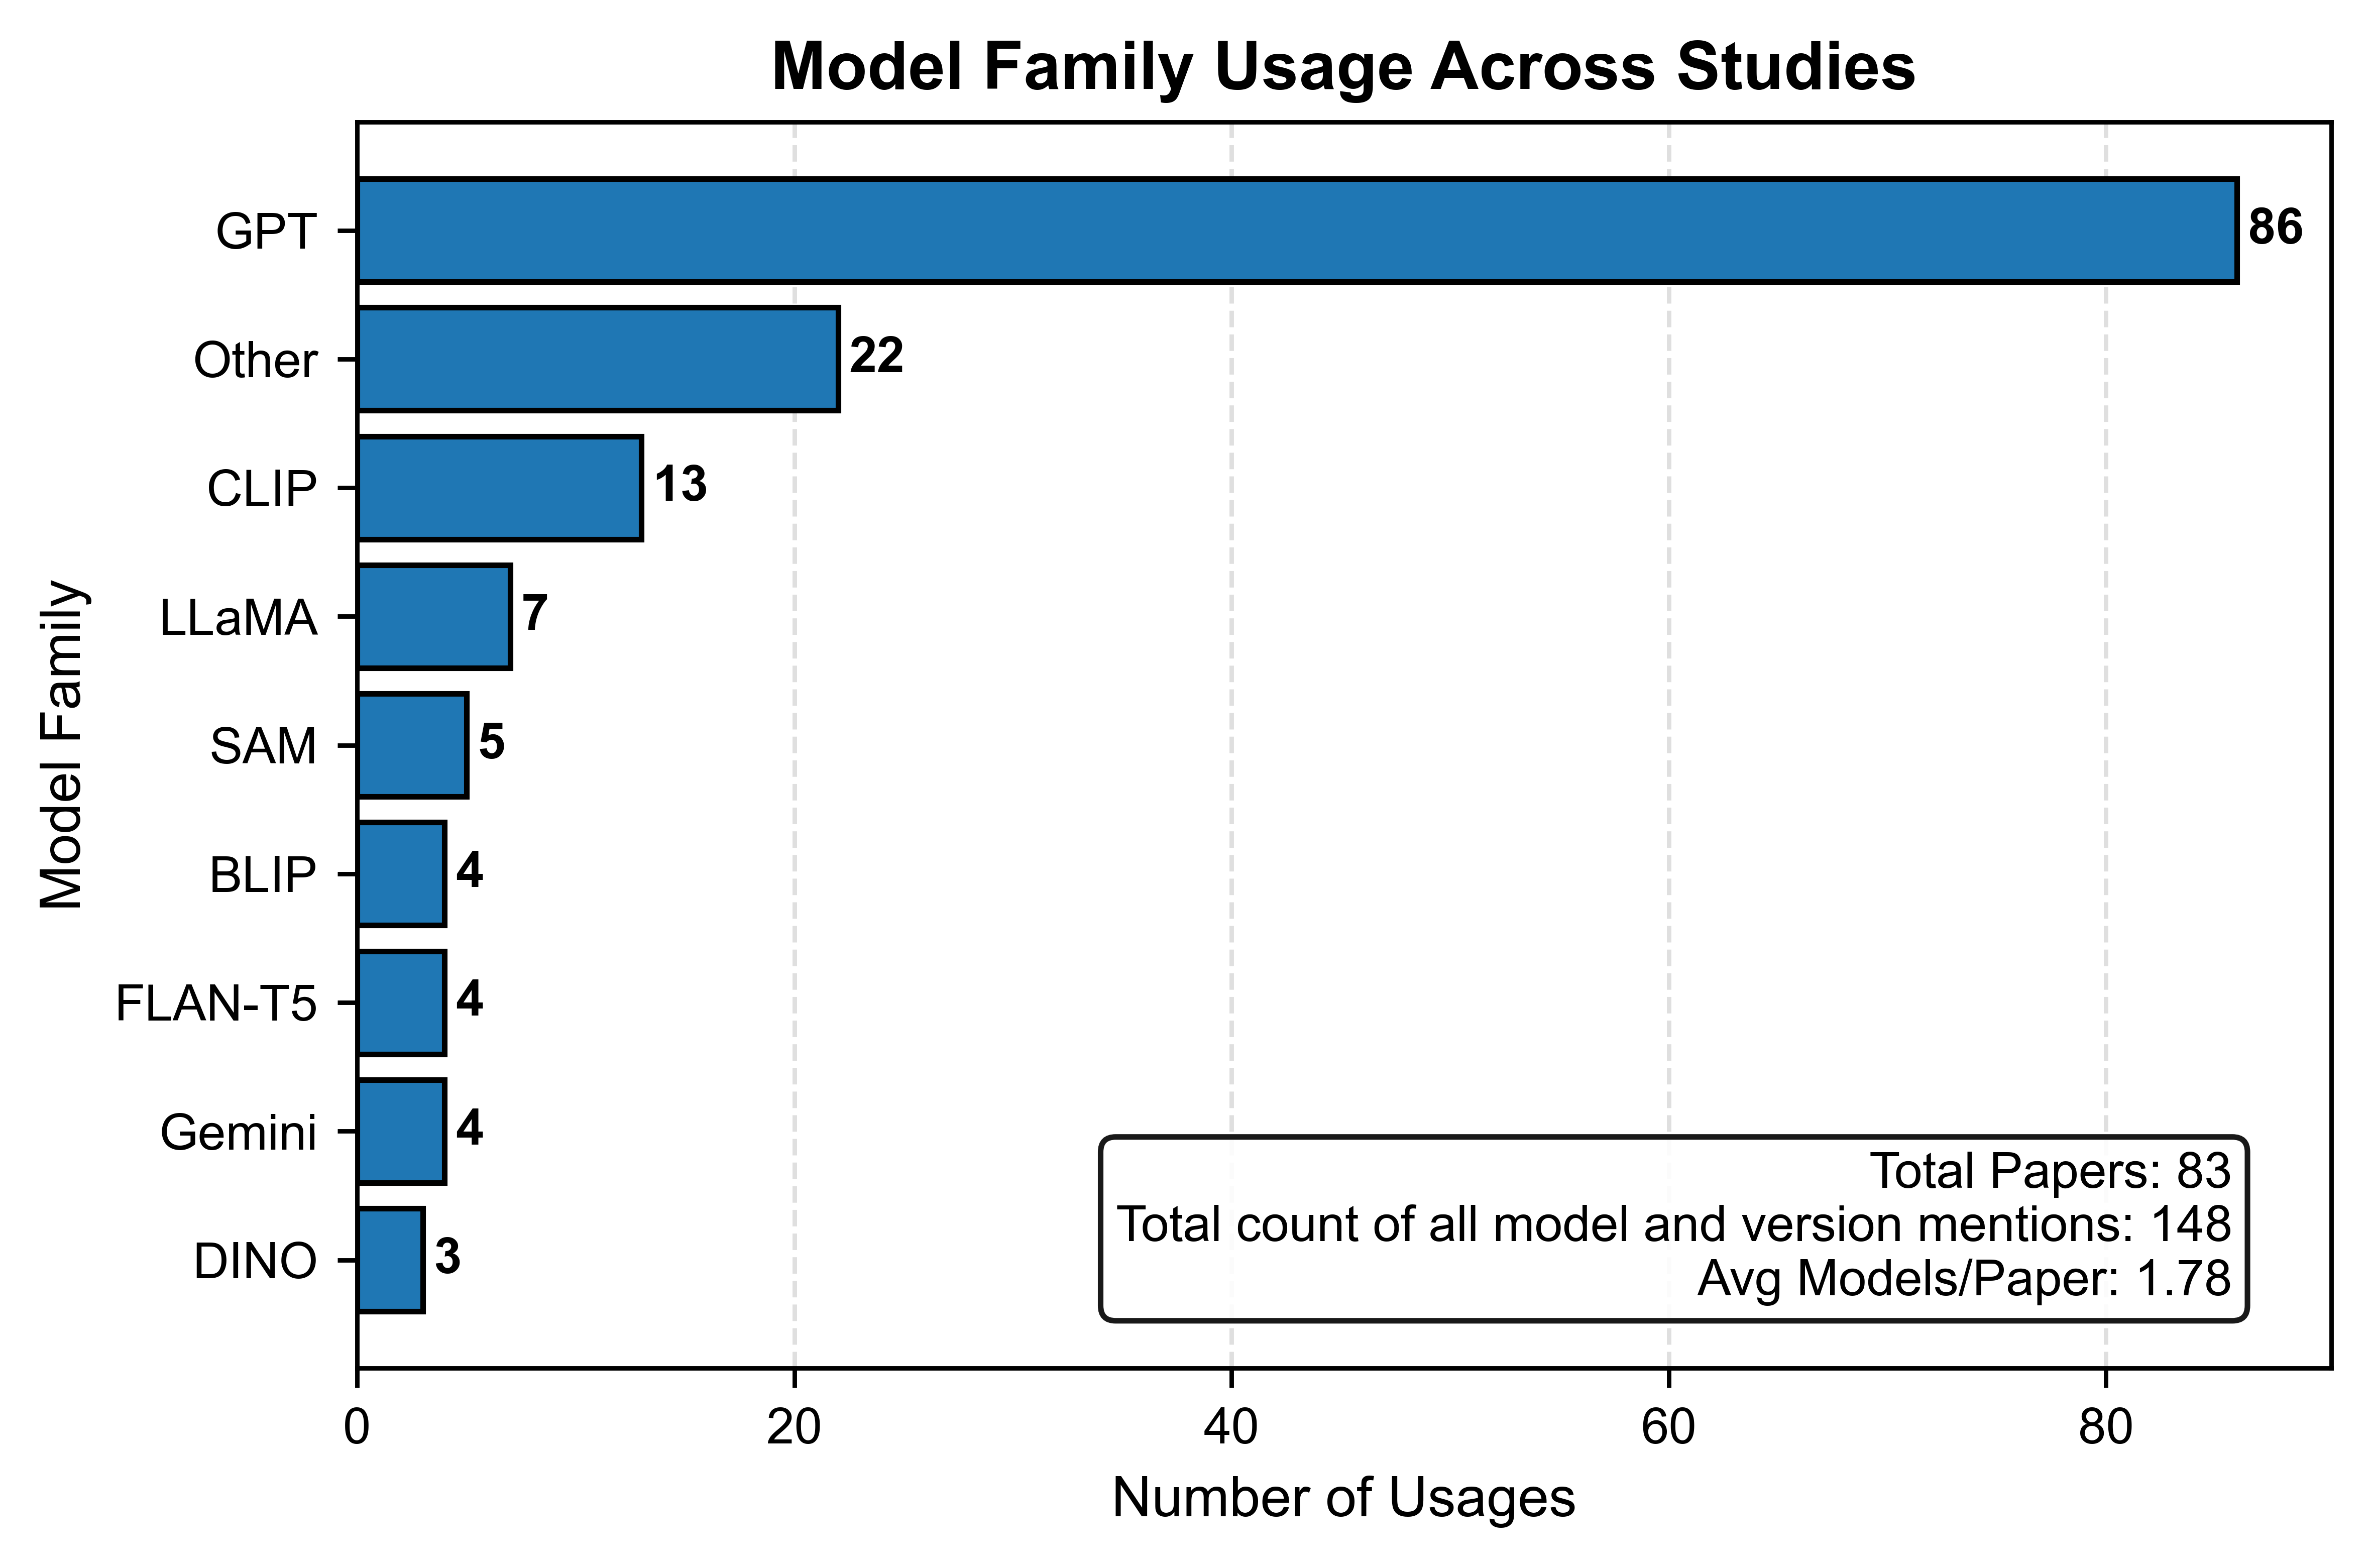 Model Family Usage Across Studies
Model Family
GPT 86
Other 22
CLIP 13
LLaMA 7
SAM 5
BLIP 4
FLAN-T5 4
Gemini 4
DINO 3
Total Papers: 83
Total count of all model and version mentions: 148
Avg Models/Paper: 1.78
0 20 40 60 80
Number of Usages